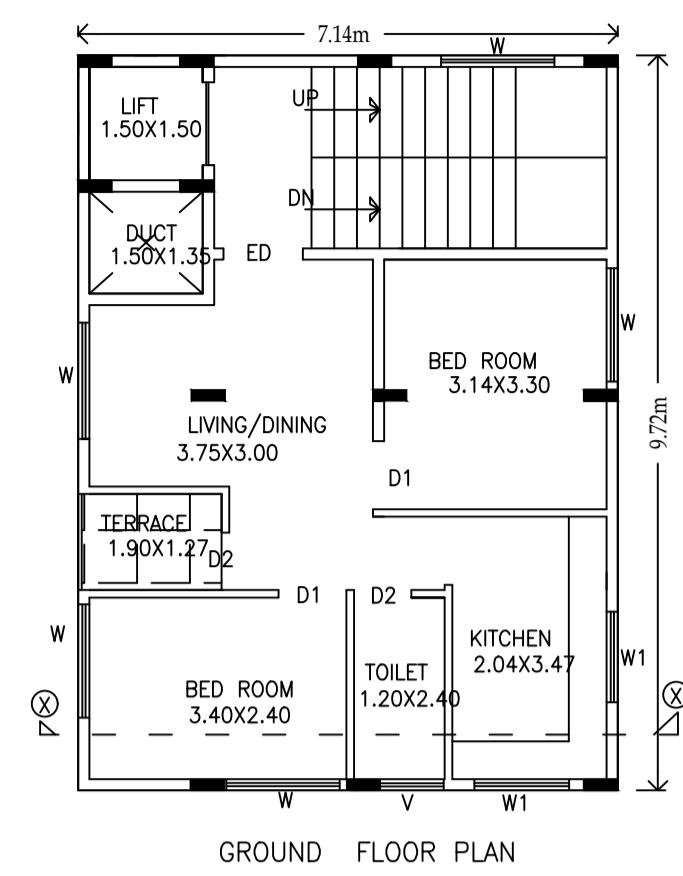 7.14m
W
LIFT
1.50X1.50
UP
DN
DUCT
1.50X1.35
ED
W
W
BED ROOM
3.14X3.30
9.72m
LIVING/DINING
3.75X3.00
D1
TERRACE
1.90X1.27
D2
D1
D2
W
KITCHEN
2.04X3.47
W1
TOILET
1.20X2.40
BED ROOM
3.40X2.40
X
X
W
V
W1
GROUND FLOOR PLAN